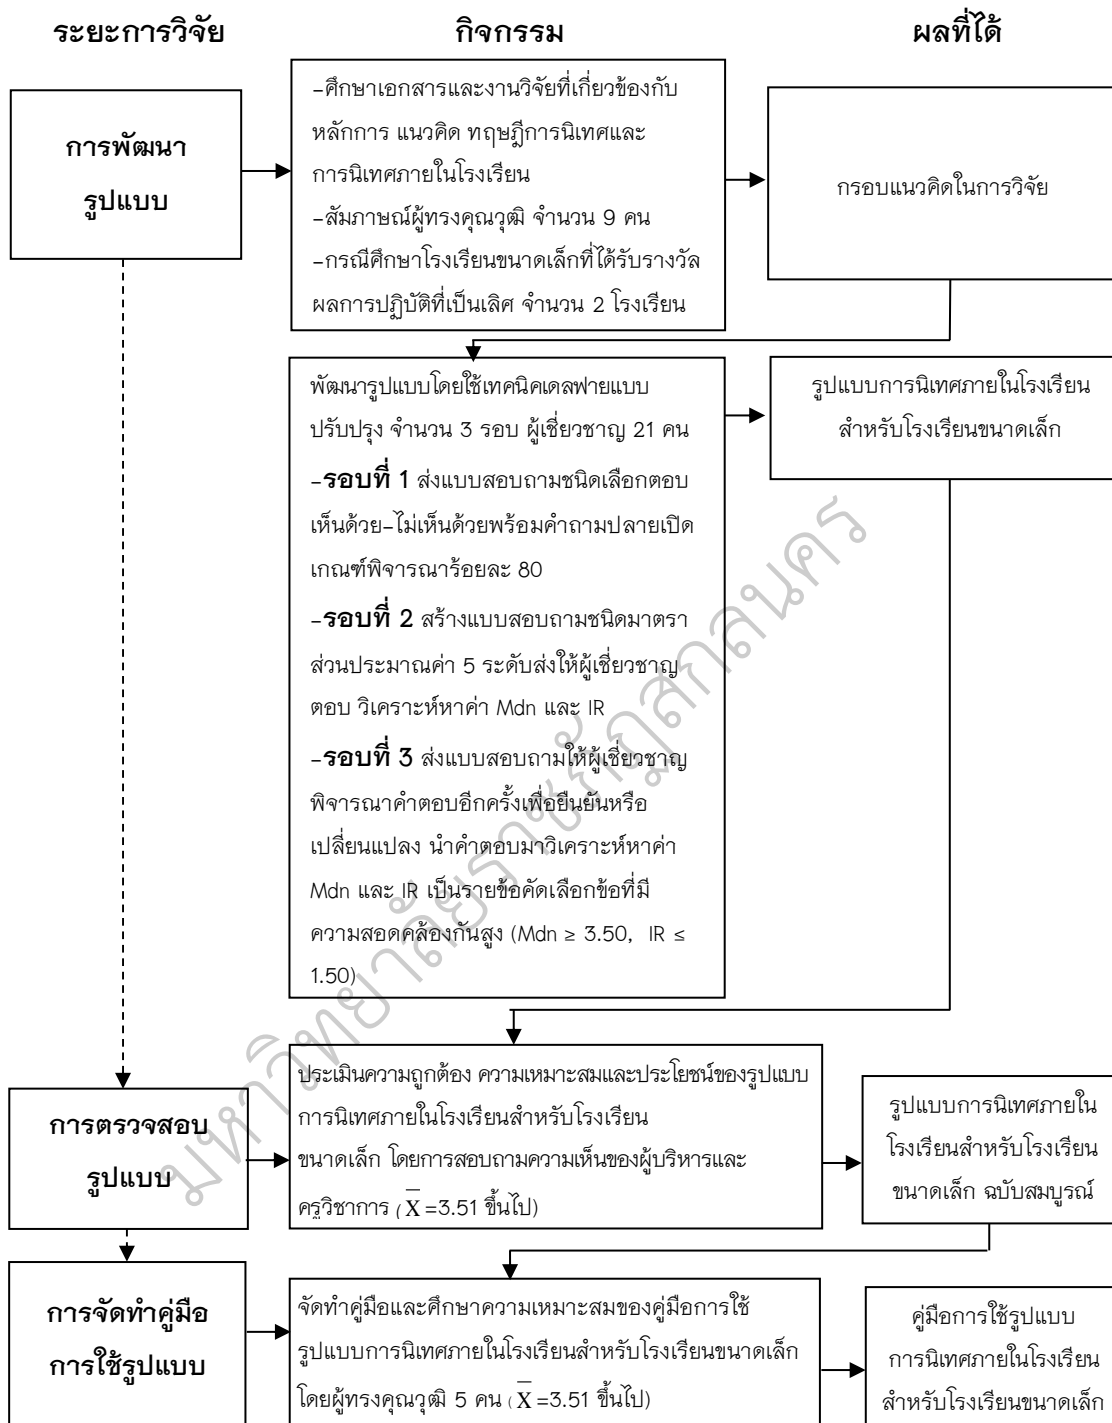 ระยะการวิจัย
กิจกรรม
ผลที่ได้
การพัฒนา
รูปแบบ
-ศึกษาเอกสารและงานวิจัยที่เกี่ยวข้องกับ
หลักการ แนวคิด ทฤษฎีการนิเทศและ
การนิเทศภายในโรงเรียน
-สัมภาษณ์ผู้ทรงคุณวุฒิ จำนวน 9 คน
-กรณีศึกษาโรงเรียนขนาดเล็กที่ได้รับรางวัล
ผลการปฏิบัติที่เป็นเลิศ จำนวน 2 โรงเรียน
กรอบแนวคิดในการวิจัย
พัฒนารูปแบบโดยใช้เทคนิคเดลฟายแบบ
ปรับปรุง จำนวน 3 รอบ ผู้เชี่ยวชาญ 21 คน
-รอบที่ 1 ส่งแบบสอบถามชนิดเลือกตอบ
เห็นด้วย-ไม่เห็นด้วยพร้อมคำถามปลายเปิด
เกณฑ์พิจารณาร้อยละ 80
-รอบที่ 2 สร้างแบบสอบถามชนิดมาตรา
ส่วนประมาณค่า 5 ระดับส่งให้ผู้เชี่ยวชาญ
ตอบ วิเคราะห์หาค่า Mdn และ IR
-รอบที่ 3 ส่งแบบสอบถามให้ผู้เชี่ยวชาญ
พิจารณาคำตอบอีกครั้งเพื่อยืนยันหรือ
เปลี่ยนแปลง นำคำตอบมาวิเคราะห์หาค่า
Mdn และ IR เป็นรายข้อคัดเลือกข้อที่มี
ความสอดคล้องกันสูง (Mdn ≥ 3.50, IR ≤
1.50)
รูปแบบการนิเทศภายในโรงเรียน
สำหรับโรงเรียนขนาดเล็ก
มหาวิทยาลัยราชภัฏสกลนคร
การตรวจสอบ
รูปแบบ
ประเมินความถูกต้อง ความเหมาะสมและประโยชน์ของรูปแบบ
การนิเทศภายในโรงเรียนสำหรับโรงเรียน
ขนาดเล็ก โดยการสอบถามความเห็นของผู้บริหารและ
ครูวิชาการ (X̅ =3.51 ขึ้นไป)
รูปแบบการนิเทศภายใน
โรงเรียนสำหรับโรงเรียน
ขนาดเล็ก ฉบับสมบูรณ์
การจัดทำคู่มือ
การใช้รูปแบบ
จัดทำคู่มือและศึกษาความเหมาะสมของคู่มือการใช้
รูปแบบการนิเทศภายในโรงเรียนสำหรับโรงเรียนขนาดเล็ก
โดยผู้ทรงคุณวุฒิ 5 คน (X̅ =3.51 ขึ้นไป)
คู่มือการใช้รูปแบบ
การนิเทศภายในโรงเรียน
สำหรับโรงเรียนขนาดเล็ก